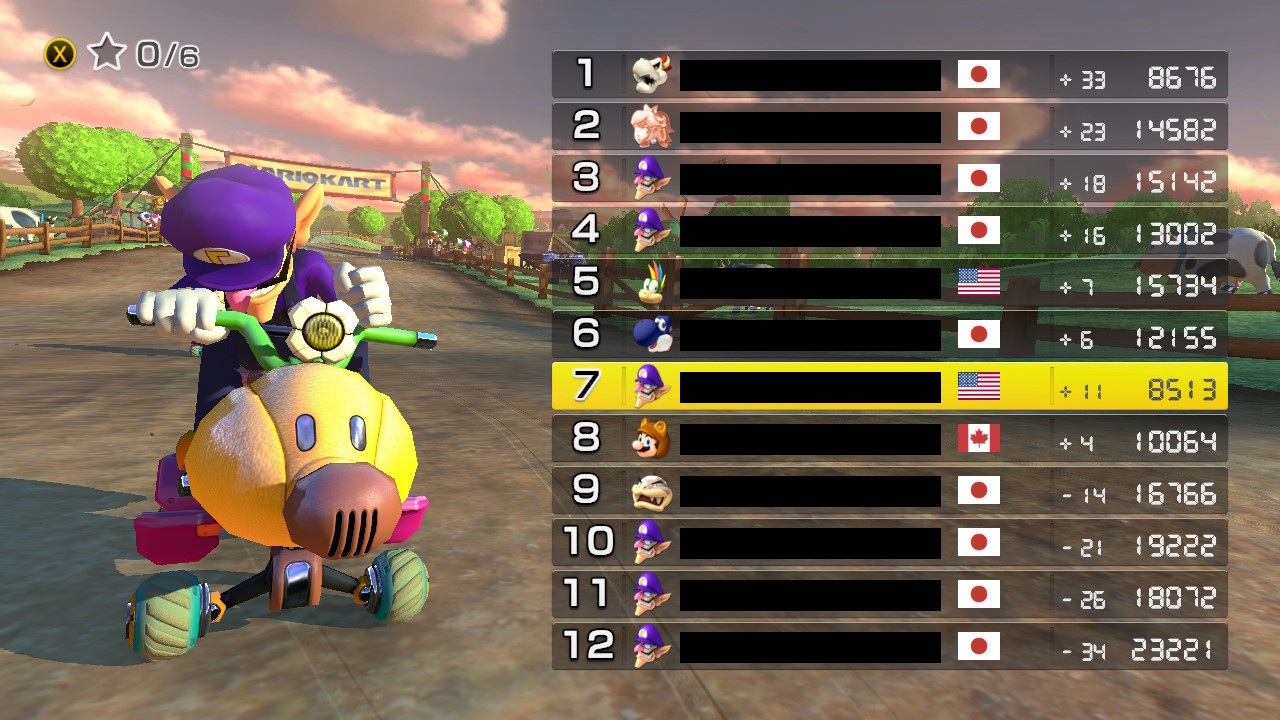 X 0/6
MARIOKART
1 + 33 8676
2 + 23 14582
3 + 18 15142
4 + 16 13002
5 + 7 15734
6 + 6 12155
7 + 11 8513
8 + 4 10064
9 - 14 16766
10 - 21 19222
11 - 26 18072
12 - 34 23221